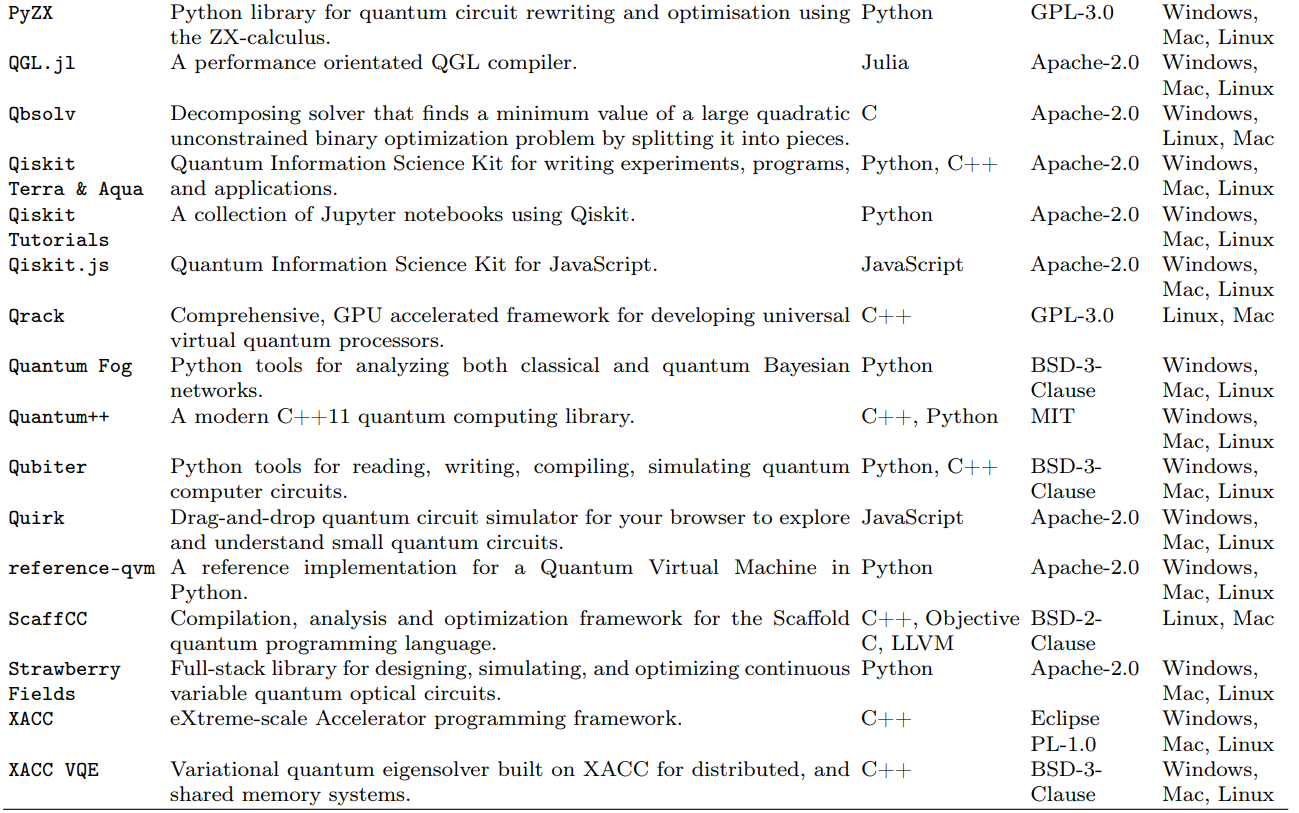 PyZX Python library for quantum circuit rewriting and optimisation using Python GPL-3.0 Windows,
the ZX-calculus. Mac, Linux
QGL.jl A performance orientated QGL compiler. Julia Apache-2.0 Windows,
Mac, Linux
Qbsolv Decomposing solver that finds a minimum value of a large quadratic C Apache-2.0 Windows,
unconstrained binary optimization problem by splitting it into pieces. Linux, Mac
Qiskit Quantum Information Science Kit for writing experiments, programs, Python, C++ Apache-2.0 Windows,
Terra & Aqua and applications. Mac, Linux
Qiskit A collection of Jupyter notebooks using Qiskit. Python Apache-2.0 Windows,
Tutorials Mac, Linux
Qiskit.js Quantum Information Science Kit for JavaScript. JavaScript Apache-2.0 Windows,
Mac, Linux
Qrack Comprehensive, GPU accelerated framework for developing universal C++ GPL-3.0 Linux, Mac
virtual quantum processors.
Quantum Fog Python tools for analyzing both classical and quantum Bayesian Python BSD-3- Windows,
networks. Clause Mac, Linux
Quantum++ A modern C++11 quantum computing library. C++, Python MIT Windows,
Mac, Linux
Qubiter Python tools for reading, writing, compiling, simulating quantum Python, C++ BSD-3- Windows,
computer circuits. Clause Mac, Linux
Quirk Drag-and-drop quantum circuit simulator for your browser to explore JavaScript Apache-2.0 Windows,
and understand small quantum circuits. Mac, Linux
reference-qvm A reference implementation for a Quantum Virtual Machine in Python Apache-2.0 Windows,
Python. Mac, Linux
ScaffCC Compilation, analysis and optimization framework for the Scaffold C++, Objective BSD-2- Linux, Mac
quantum programming language. C, LLVM Clause
Strawberry Full-stack library for designing, simulating, and optimizing continuous Python Apache-2.0 Windows,
Fields variable quantum optical circuits. Mac, Linux
XACC eXtreme-scale Accelerator programming framework. C++ Eclipse Windows,
PL-1.0 Mac, Linux
XACC VQE Variational quantum eigensolver built on XACC for distributed, and C++ BSD-3- Windows,
shared memory systems. Clause Mac, Linux